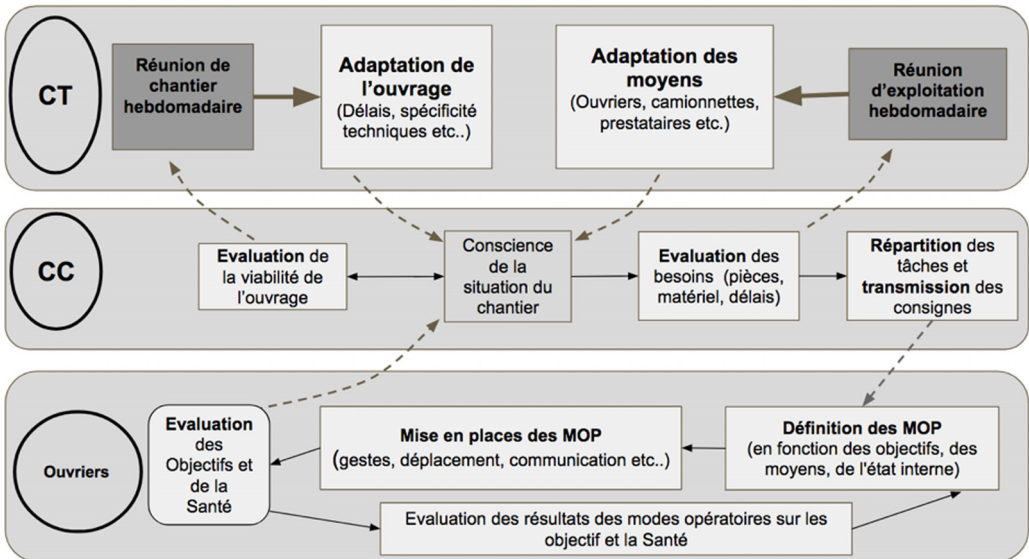 CT
Réunion de
chantier
hebdomadaire
Adaptation de
l'ouvrage
(Délais, spécificité
techniques etc..)
Adaptation des
moyens
(Ouvriers, camionnettes,
prestataires etc.)
Réunion
d'exploitation
hebdomadaire
CC
Evaluation de
la viabilité de
l'ouvrage
Conscience
de la
situation du
chantier
Evaluation des
besoins (pièces,
matériel, délais)
Répartition des
tâches et
transmission des
consignes
Ouvriers
Evaluation
des
Objectifs et
de la
Santé
Mise en places des MOP
(gestes, déplacement, communication etc..)
Définition des MOP
(en fonction des objectifs, des
moyens, de l'état interne)
Evaluation des résultats des modes opératoires sur les
objectif et la Santé